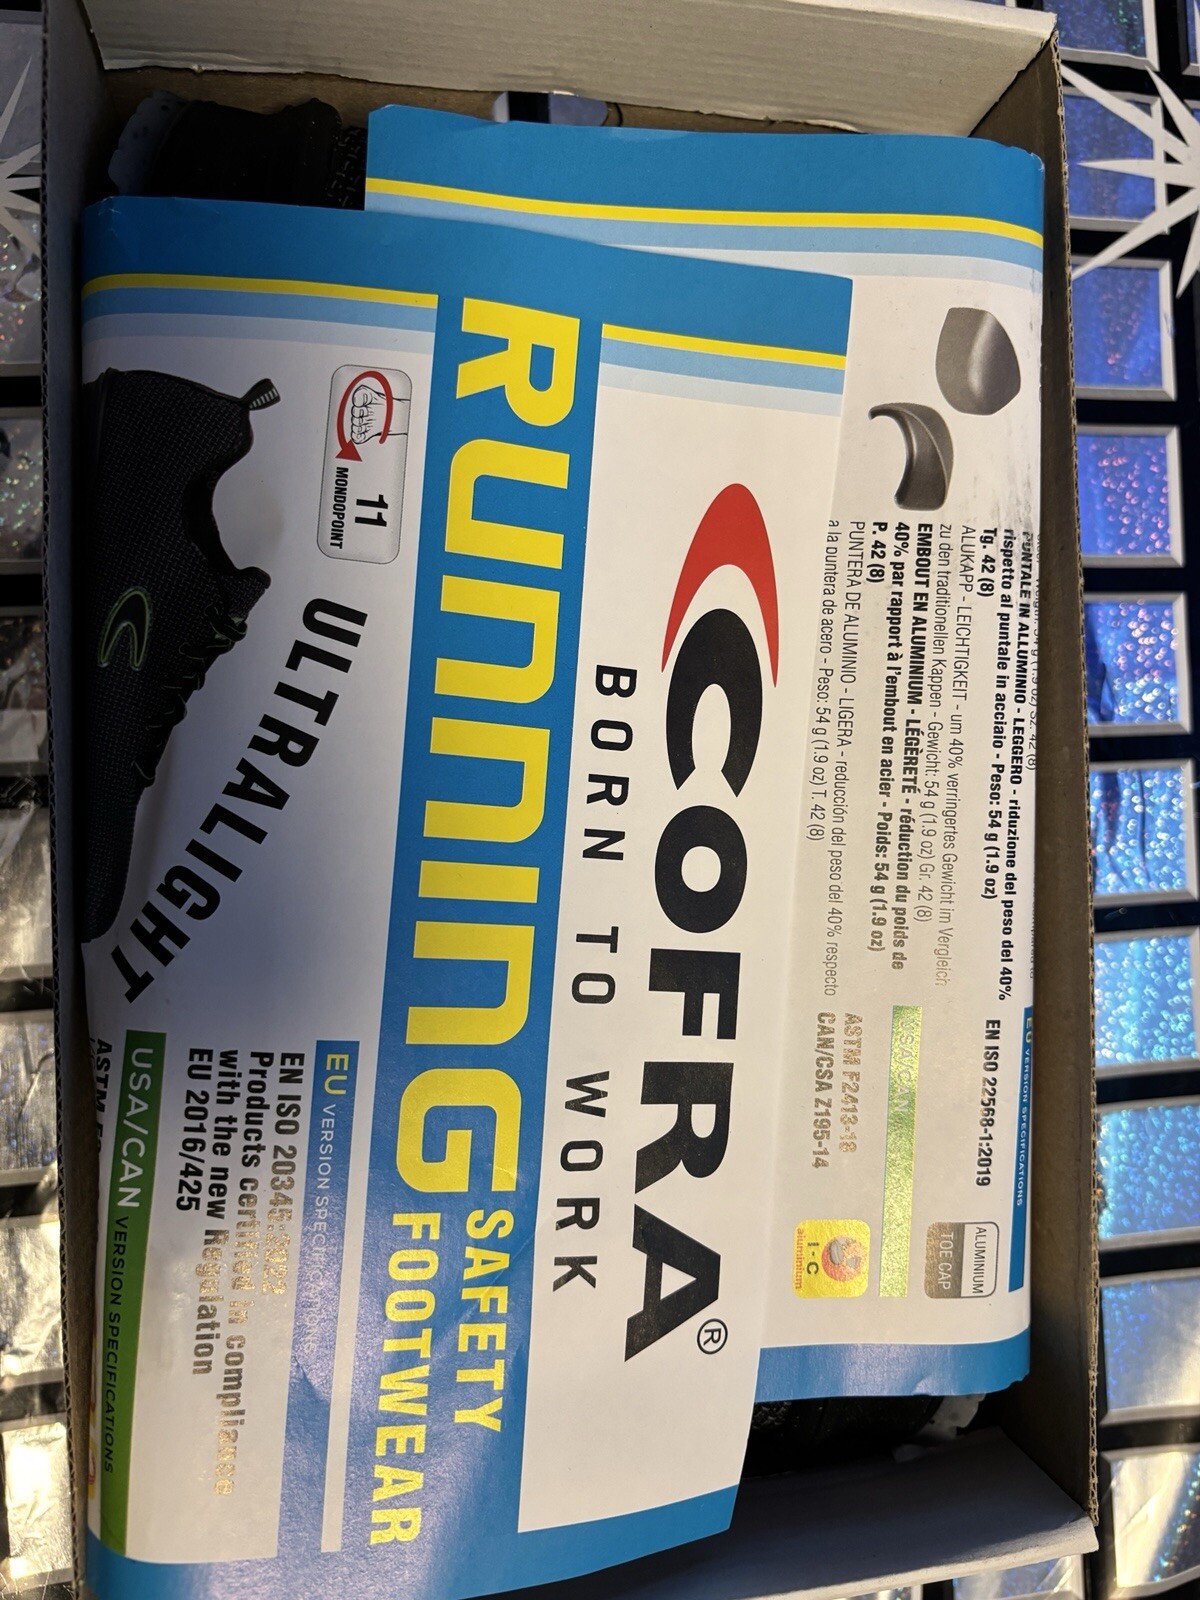 PUNTALE IN ALLUMINIO - LEGGERO - riduzione del peso del 40%
rispetto al puntale in acciaio - Peso: 54 g (1.9 oz)
Tg. 42 (8)
ALUKAPP - LEICHTIGKEIT - um 40% verringertes Gewicht im Vergleich
zu den traditionellen Kappen - Gewicht: 54 g (1.9 oz) Gr. 42 (8)
EMBOUT EN ALUMINIUM - LÉGÈRETÉ - réduction du poids de
40% par rapport à l'embout en acier - Poids: 54 g (1.9 oz)
P. 42 (8)
PUNTERA DE ALUMINIO - LIGERA - reducción del peso del 40% respecto
a la puntera de acero - Peso: 54 g (1.9 oz) T. 42 (8)
EU VERSION SPECIFICATIONS
EN ISO 22568-1:2019
ALUMINIUM
TOE CAP
USA/CAN
ASTM F2413-18
CAN/CSA Z195-14
I - C
aluminium
COFRA®
BORN TO WORK
RUNNING SAFETY
FOOTWEAR
11
MONDOPOINT
ULTRALIGHT
EU VERSION SPECIFICATIONS
EN ISO 20345:2022
Products certified in compliance
with the new Regulation
EU 2016/425
USA/CAN VERSION SPECIFICATIONS
ASTM